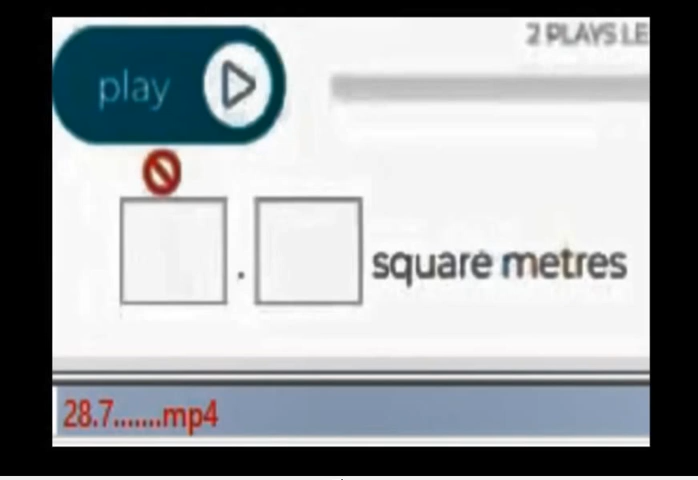 2 PLAYS LE
play
. square metres
28.7.......mp4